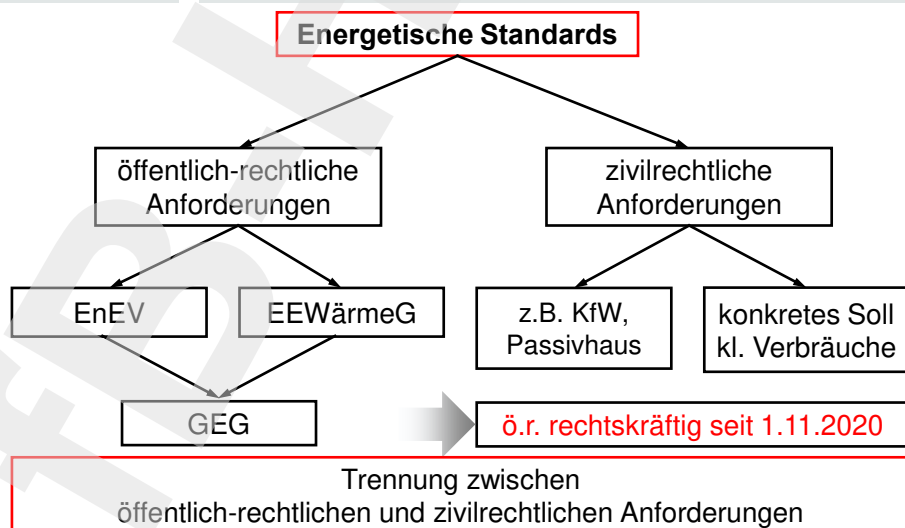 Energetische Standards
öffentlich-rechtliche
Anforderungen
zivilrechtliche
Anforderungen
EnEV
EEWärmeG
z.B. KfW,
Passivhaus
konkretes Soll
kl. Verbräuche
GEG
ö.r. rechtskräftig seit 1.11.2020
Trennung zwischen
öffentlich-rechtlichen und zivilrechtlichen Anforderungen